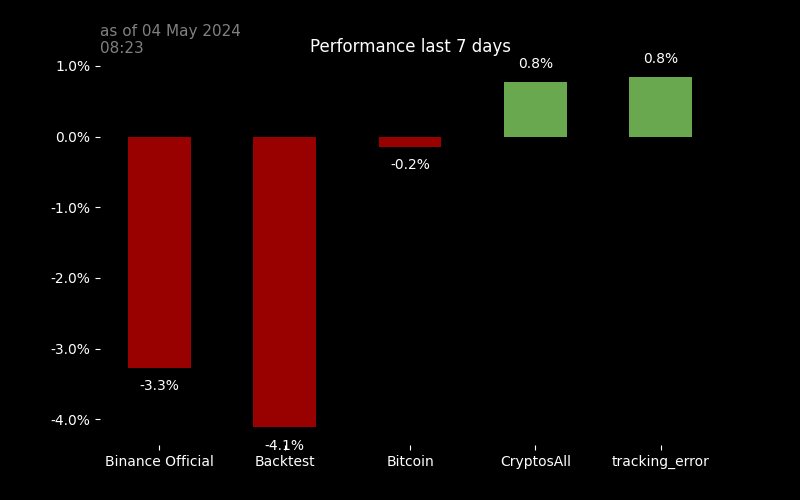 as of 04 May 2024
08:23
Performance last 7 days
0.8%
0.8%
1.0%
0.0%
-0.2%
-1.0%
-2.0%
-3.0%
-3.3%
-4.0%
-4.1%
Binance Official
Backtest
Bitcoin
CryptosAll
tracking_error